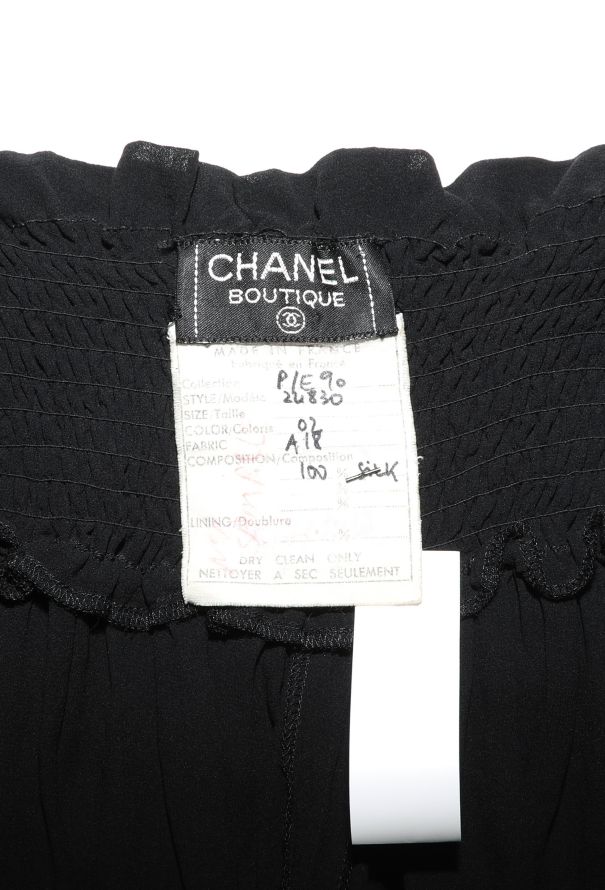 CHANEL
BOUTIQUE
MADE IN FRANCE
Fabriqué en France
Collection P/E 90
STYLE/Modèle 24830
SIZE/Taille
COLOR/Coloris 02
FABRIC A18
COMPOSITION/Composition
100 % Silk
%
%
LINING/Doublure
%
DRY CLEAN ONLY
NETTOYER A SEC SEULEMENT